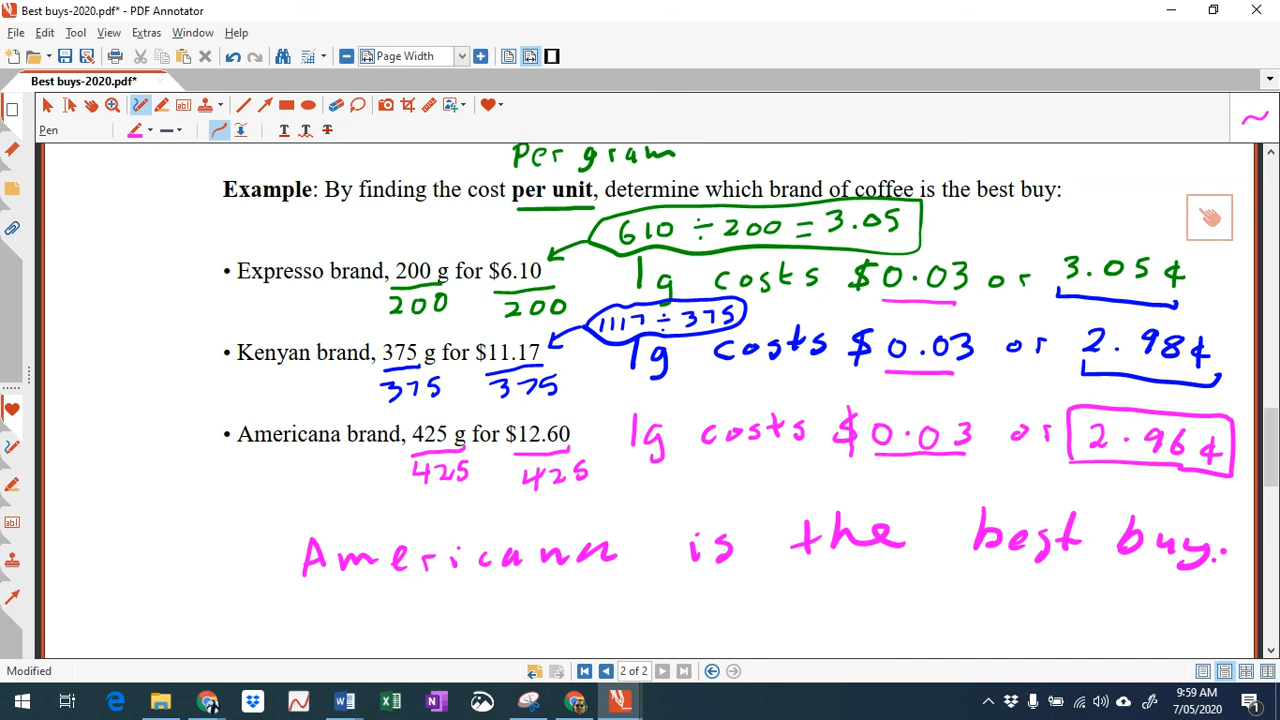 Best buys-2020.pdf* - PDF Annotator
File Edit Tool View Extras Window Help
Page Width
Best buys-2020.pdf*
Pen
T T T
Per gram
Example: By finding the cost per unit, determine which brand of coffee is the best buy:
610 ÷ 200 = 3.05
• Expresso brand, 200 g for $6.10 1g costs $0.03 or 3.05¢
200 200
1117 ÷ 375
• Kenyan brand, 375 g for $11.17 1g costs $0.03 or 2.98¢
375 375
• Americana brand, 425 g for $12.60 1g costs $0.03 or 2.96¢
425 425
Americana is the best buy.
Modified
2 of 2
9:59 AM
7/05/2020